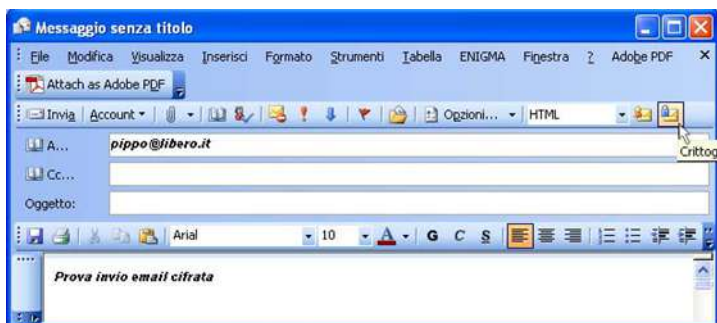 Messaggio senza titolo
File Modifica Visualizza Inserisci Formato Strumenti Tabella ENIGMA Finestra ? Adobe PDF
Attach as Adobe PDF
Invia Account Opzioni... HTML
A... pippo@libero.it
Crittog
Cc...
Oggetto:
Arial 10 A G C S
Prova invio email cifrata